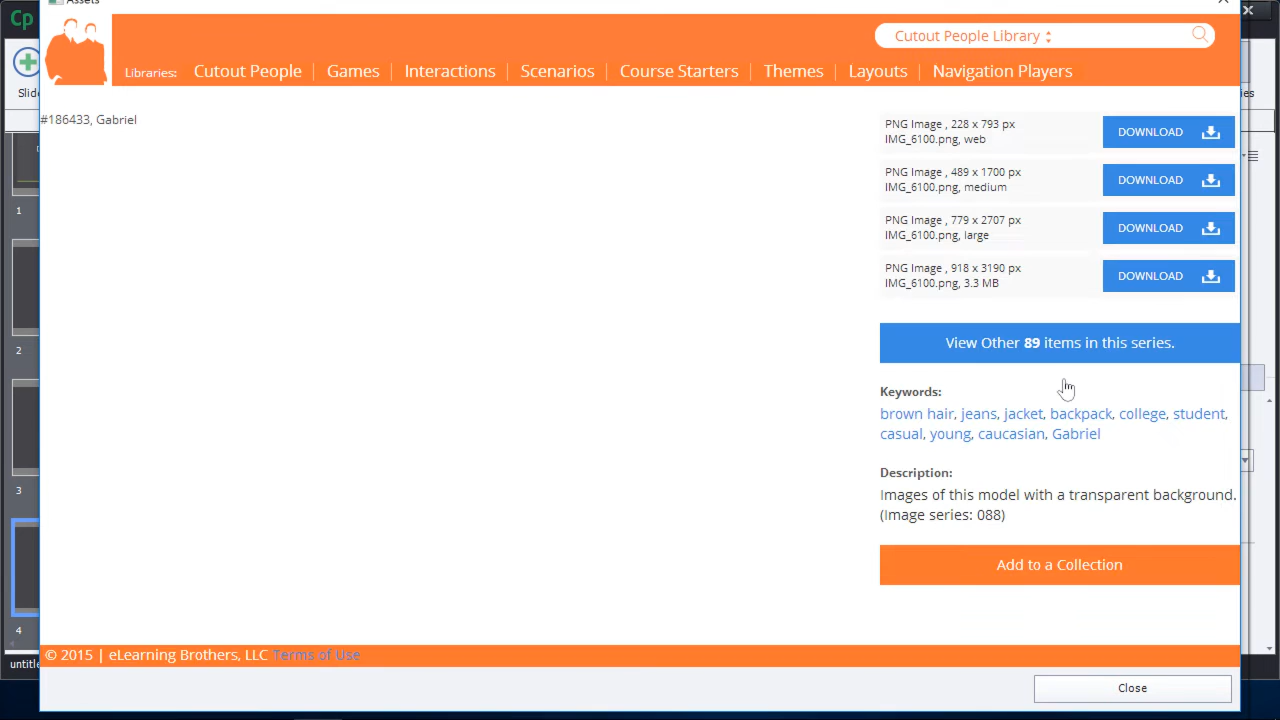 Assets
Cp
Cutout People Library
Libraries: Cutout People Games Interactions Scenarios Course Starters Themes Layouts Navigation Players
#186433, Gabriel
PNG Image , 228 x 793 px
IMG_6100.png, web
DOWNLOAD
PNG Image , 489 x 1700 px
IMG_6100.png, medium
DOWNLOAD
PNG Image , 779 x 2707 px
IMG_6100.png, large
DOWNLOAD
PNG Image , 918 x 3190 px
IMG_6100.png, 3.3 MB
DOWNLOAD
View Other 89 items in this series.
Keywords:
brown hair, jeans, jacket, backpack, college, student,
casual, young, caucasian, Gabriel
Description:
Images of this model with a transparent background.
(Image series: 088)
Add to a Collection
© 2015 | eLearning Brothers, LLC Terms of Use
Close
Slid
1
2
3
4
untitle